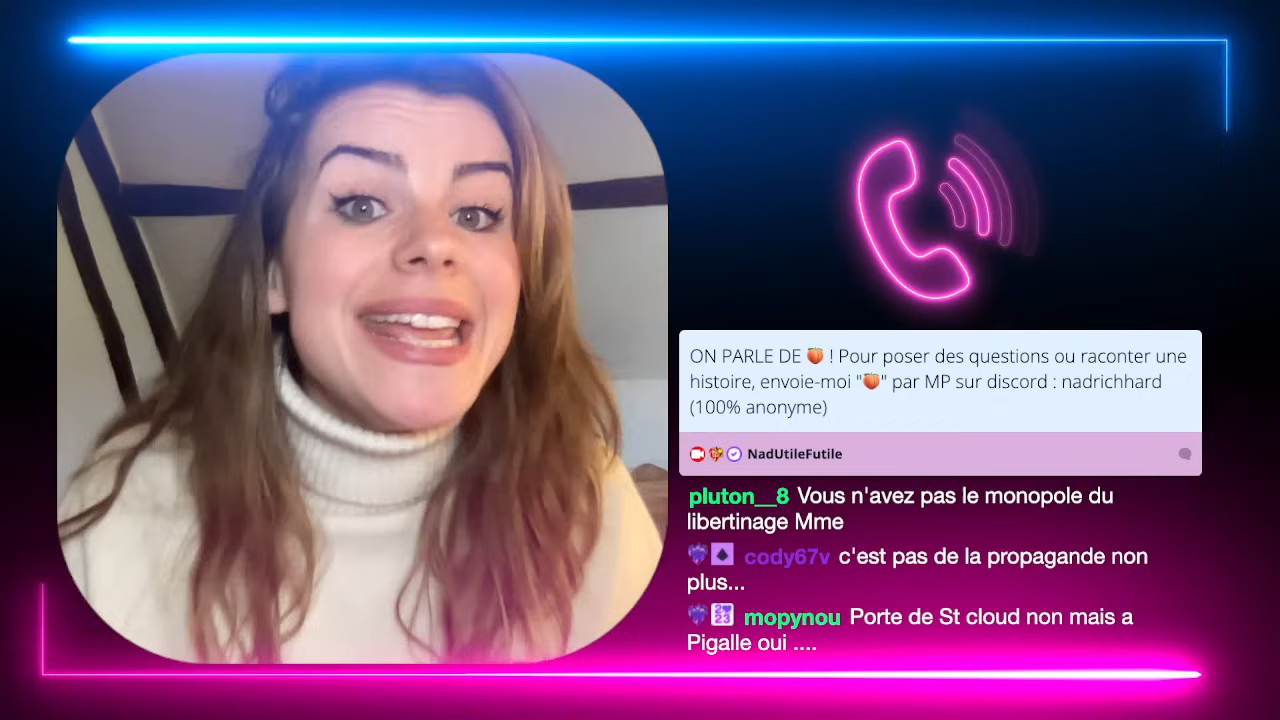 ON PARLE DE 🍑 ! Pour poser des questions ou raconter une
histoire, envoie-moi "🍑" par MP sur discord : nadrichhard
(100% anonyme)
NadUtileFutile
pluton__8 Vous n'avez pas le monopole du
libertinage Mme
cody67v c'est pas de la propagande non
plus...
mopynou Porte de St cloud non mais a
Pigalle oui ....